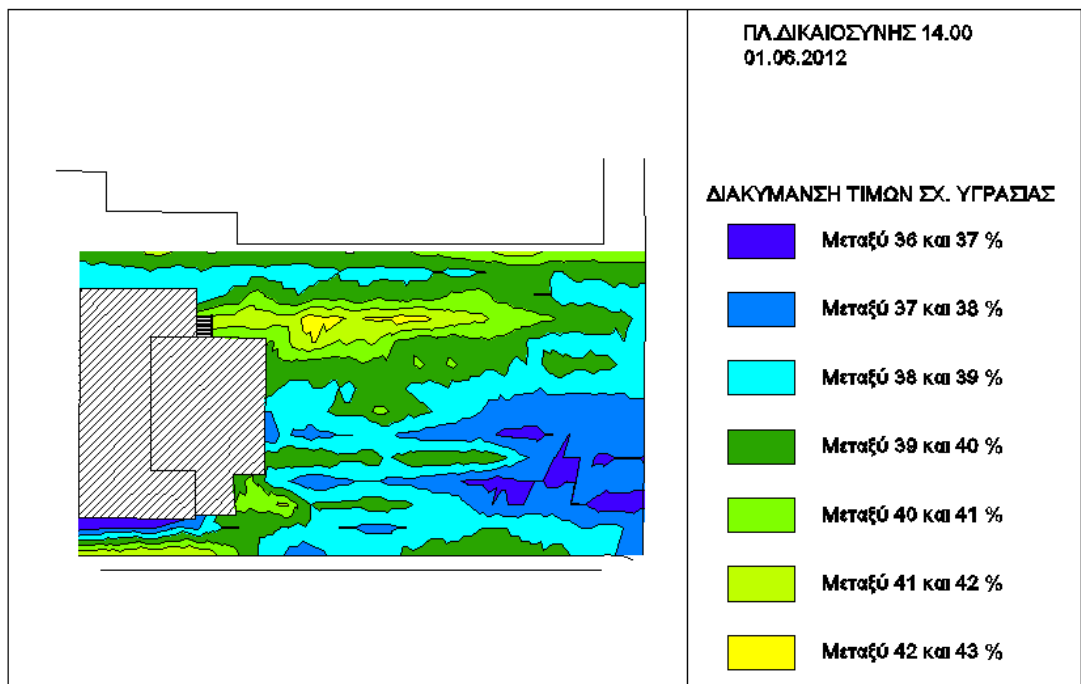 ΠΛ.ΔΙΚΑΙΟΣΥΝΗΣ 14.00
01.06.2012
ΔΙΑΚΥΜΑΝΣΗ ΤΙΜΩΝ ΣΧ. ΥΓΡΑΣΙΑΣ
Μεταξύ 36 και 37 %
Μεταξύ 37 και 38 %
Μεταξύ 38 και 39 %
Μεταξύ 39 και 40 %
Μεταξύ 40 και 41 %
Μεταξύ 41 και 42 %
Μεταξύ 42 και 43 %